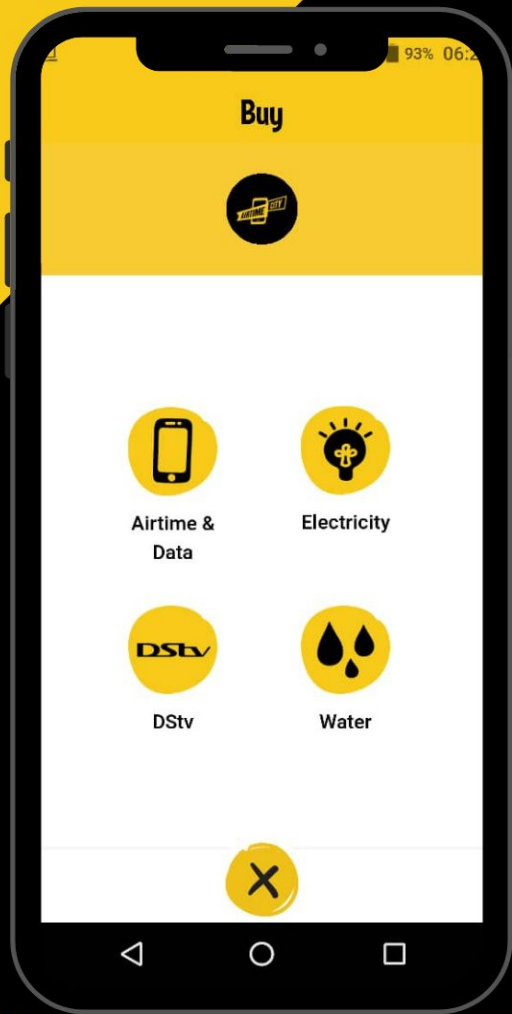 93% 06:2
Buy
AIRTIME CITY
Airtime &
Data
Electricity
DStv
DStv
Water